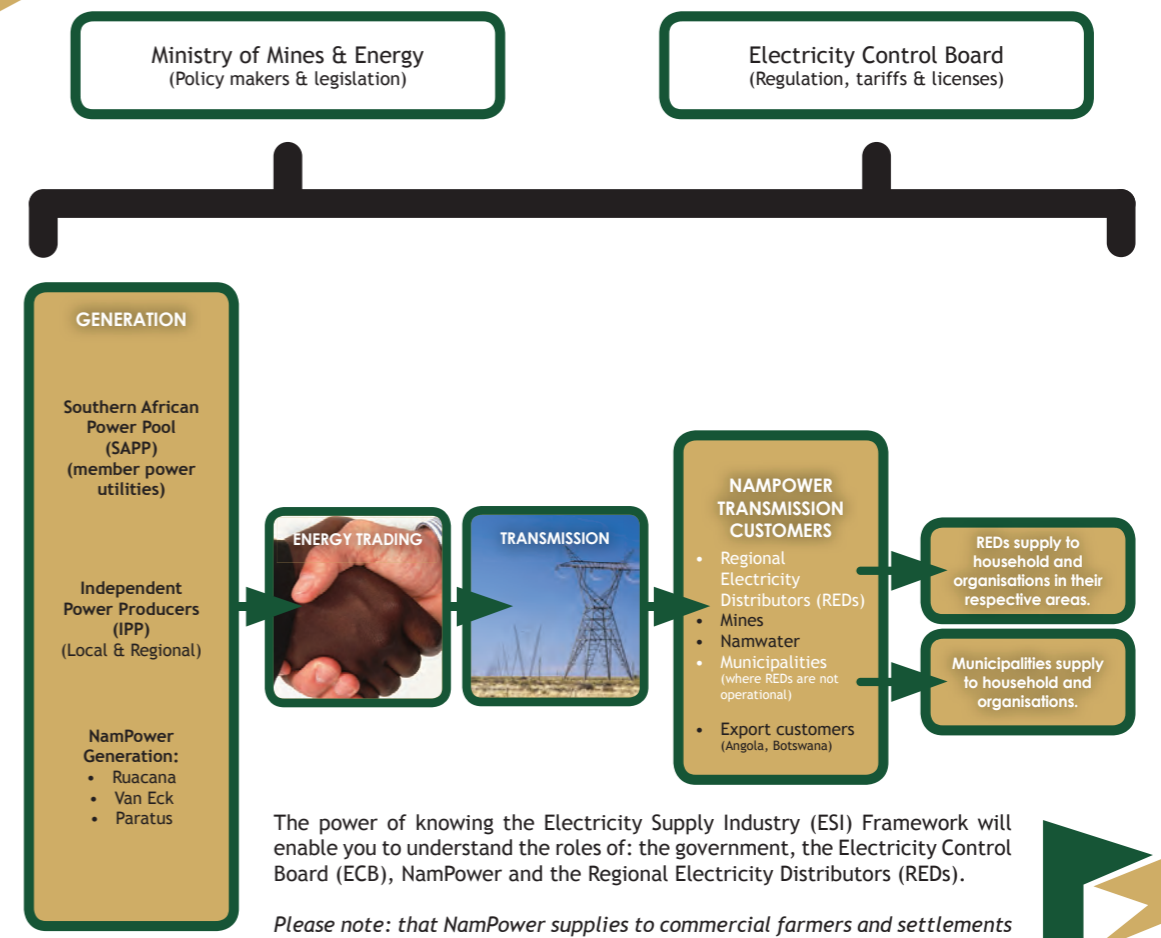 Ministry of Mines & Energy
(Policy makers & legislation)
Electricity Control Board
(Regulation, tariffs & licenses)
GENERATION
Southern African
Power Pool
(SAPP)
(member power
utilities)
Independent
Power Producers
(IPP)
(Local & Regional)
NamPower
Generation:
• Ruacana
• Van Eck
• Paratus
ENERGY TRADING
TRANSMISSION
NAMPOWER
TRANSMISSION
CUSTOMERS
• Regional
Electricity
Distributors (REDs)
• Mines
• Namwater
• Municipalities
(where REDs are not
operational)
• Export customers
(Angola, Botswana)
REDs supply to
household and
organisations in their
respective areas.
Municipalities supply
to household and
organisations.
The power of knowing the Electricity Supply Industry (ESI) Framework will
enable you to understand the roles of: the government, the Electricity Control
Board (ECB), NamPower and the Regional Electricity Distributors (REDs).
Please note: that NamPower supplies to commercial farmers and settlements